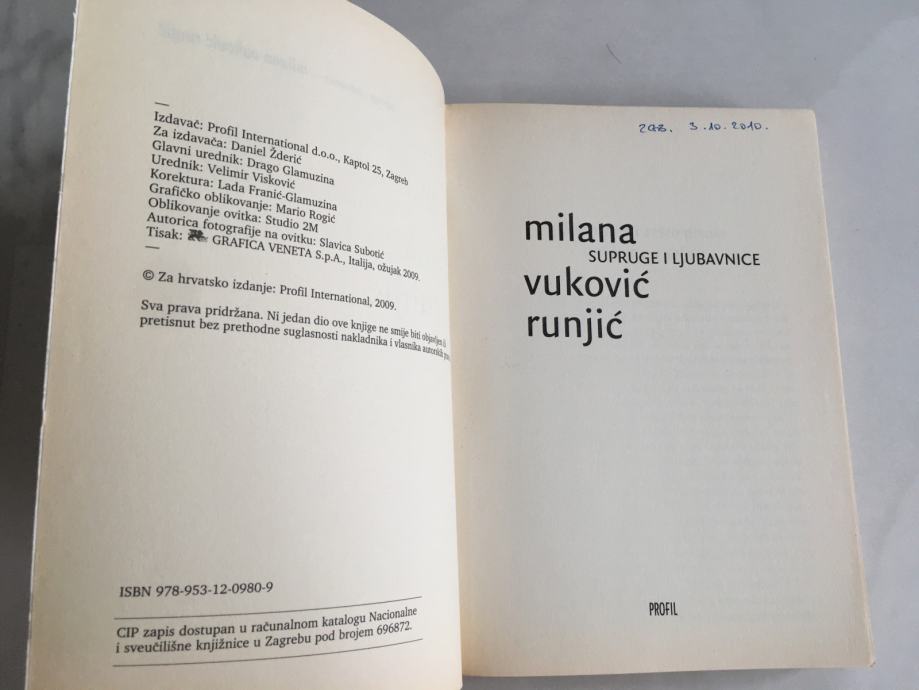 Izdavač: Profil International d.o.o., Kaptol 25, Zagreb
Za izdavača: Daniel Žderić
Glavni urednik: Drago Glamuzina
Urednik: Velimir Visković
Korektura: Lada Franić-Glamuzina
Grafičko oblikovanje: Mario Rogić
Oblikovanje ovitka: Studio 2M
Autorica fotografije na ovitku: Slavica Subotić
Tisak: GRAFICA VENETA S.p.A., Italija, ožujak 2009.
© Za hrvatsko izdanje: Profil International, 2009.
Sva prava pridržana. Ni jedan dio ove knjige ne smije biti objavljen ili
pretisnut bez prethodne suglasnosti nakladnika i vlasnika autorskih
ISBN 978-953-12-0980-9
CIP zapis dostupan u računalnom katalogu Nacionalne
i sveučilišne knjižnice u Zagrebu pod brojem 696872.
3.10.2010.
milana
SUPRUGE I LJUBAVNICE
vuković
runjić
PROFIL